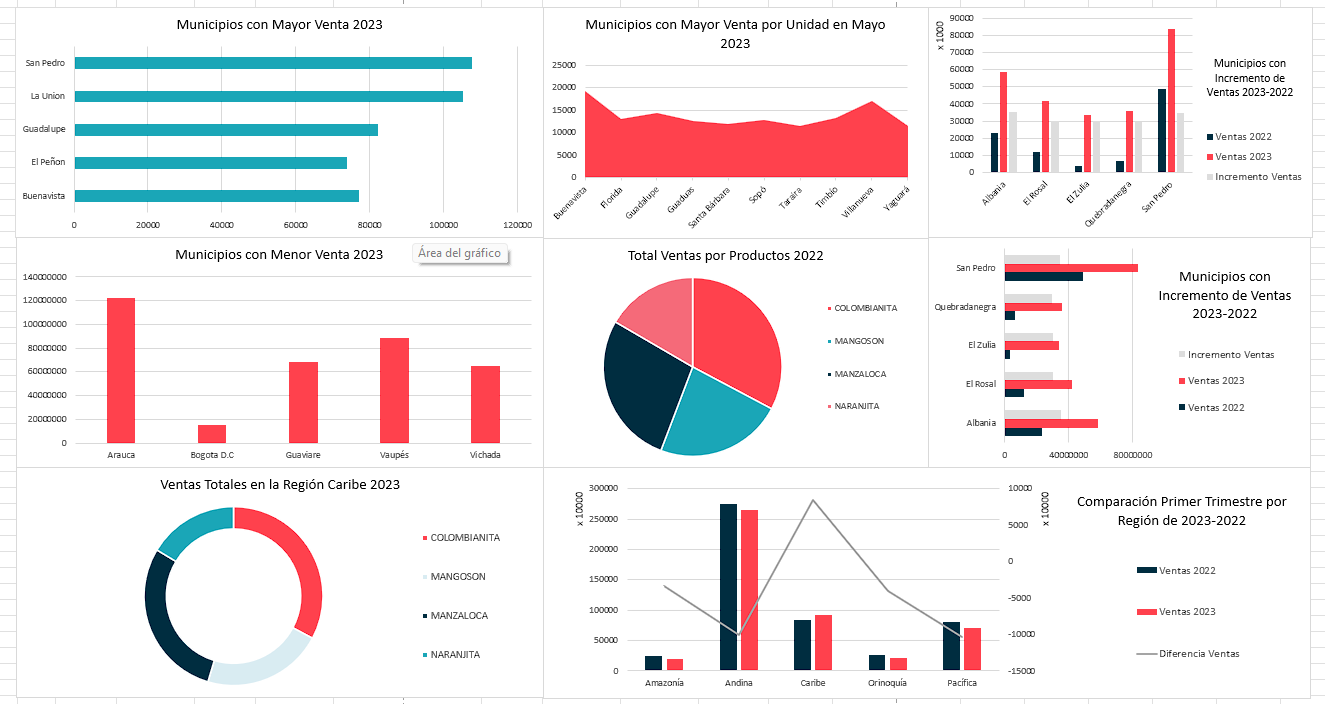 Municipios con Mayor Venta 2023
San Pedro
La Union
Guadalupe
El Peñon
Buenavista
0 20000 40000 60000 80000 100000 120000
Municipios con Mayor Venta por Unidad en Mayo
2023
25000
20000
15000
10000
5000
0
Buenavista Florida Guadalupe Guaduas Santa Bárbara Sopó Taraira Timbío Villanueva Yaguará
x 1000
90000
80000
70000
60000
50000
40000
30000
20000
10000
0
Albania El Rosal El Zulia Quebradanegra San Pedro
Municipios con
Incremento de
Ventas 2023-2022
Ventas 2022
Ventas 2023
Incremento Ventas
Municipios con Menor Venta 2023
Área del gráfico
140000000
120000000
100000000
80000000
60000000
40000000
20000000
0
Arauca Bogota D.C Guaviare Vaupés Vichada
Total Ventas por Productos 2022
COLOMBIANITA
MANGOSON
MANZALOCA
NARANJITA
San Pedro
Quebradanegra
El Zulia
El Rosal
Albania
0 40000000 80000000
Municipios con
Incremento de Ventas
2023-2022
Incremento Ventas
Ventas 2023
Ventas 2022
Ventas Totales en la Región Caribe 2023
COLOMBIANITA
MANGOSON
MANZALOCA
NARANJITA
x 10000
300000
250000
200000
150000
100000
50000
0
Amazonía Andina Caribe Orinoquía Pacífica
10000
5000
0
-5000
-10000
-15000
x 10000
Comparación Primer Trimestre por
Región de 2023-2022
Ventas 2022
Ventas 2023
Diferencia Ventas